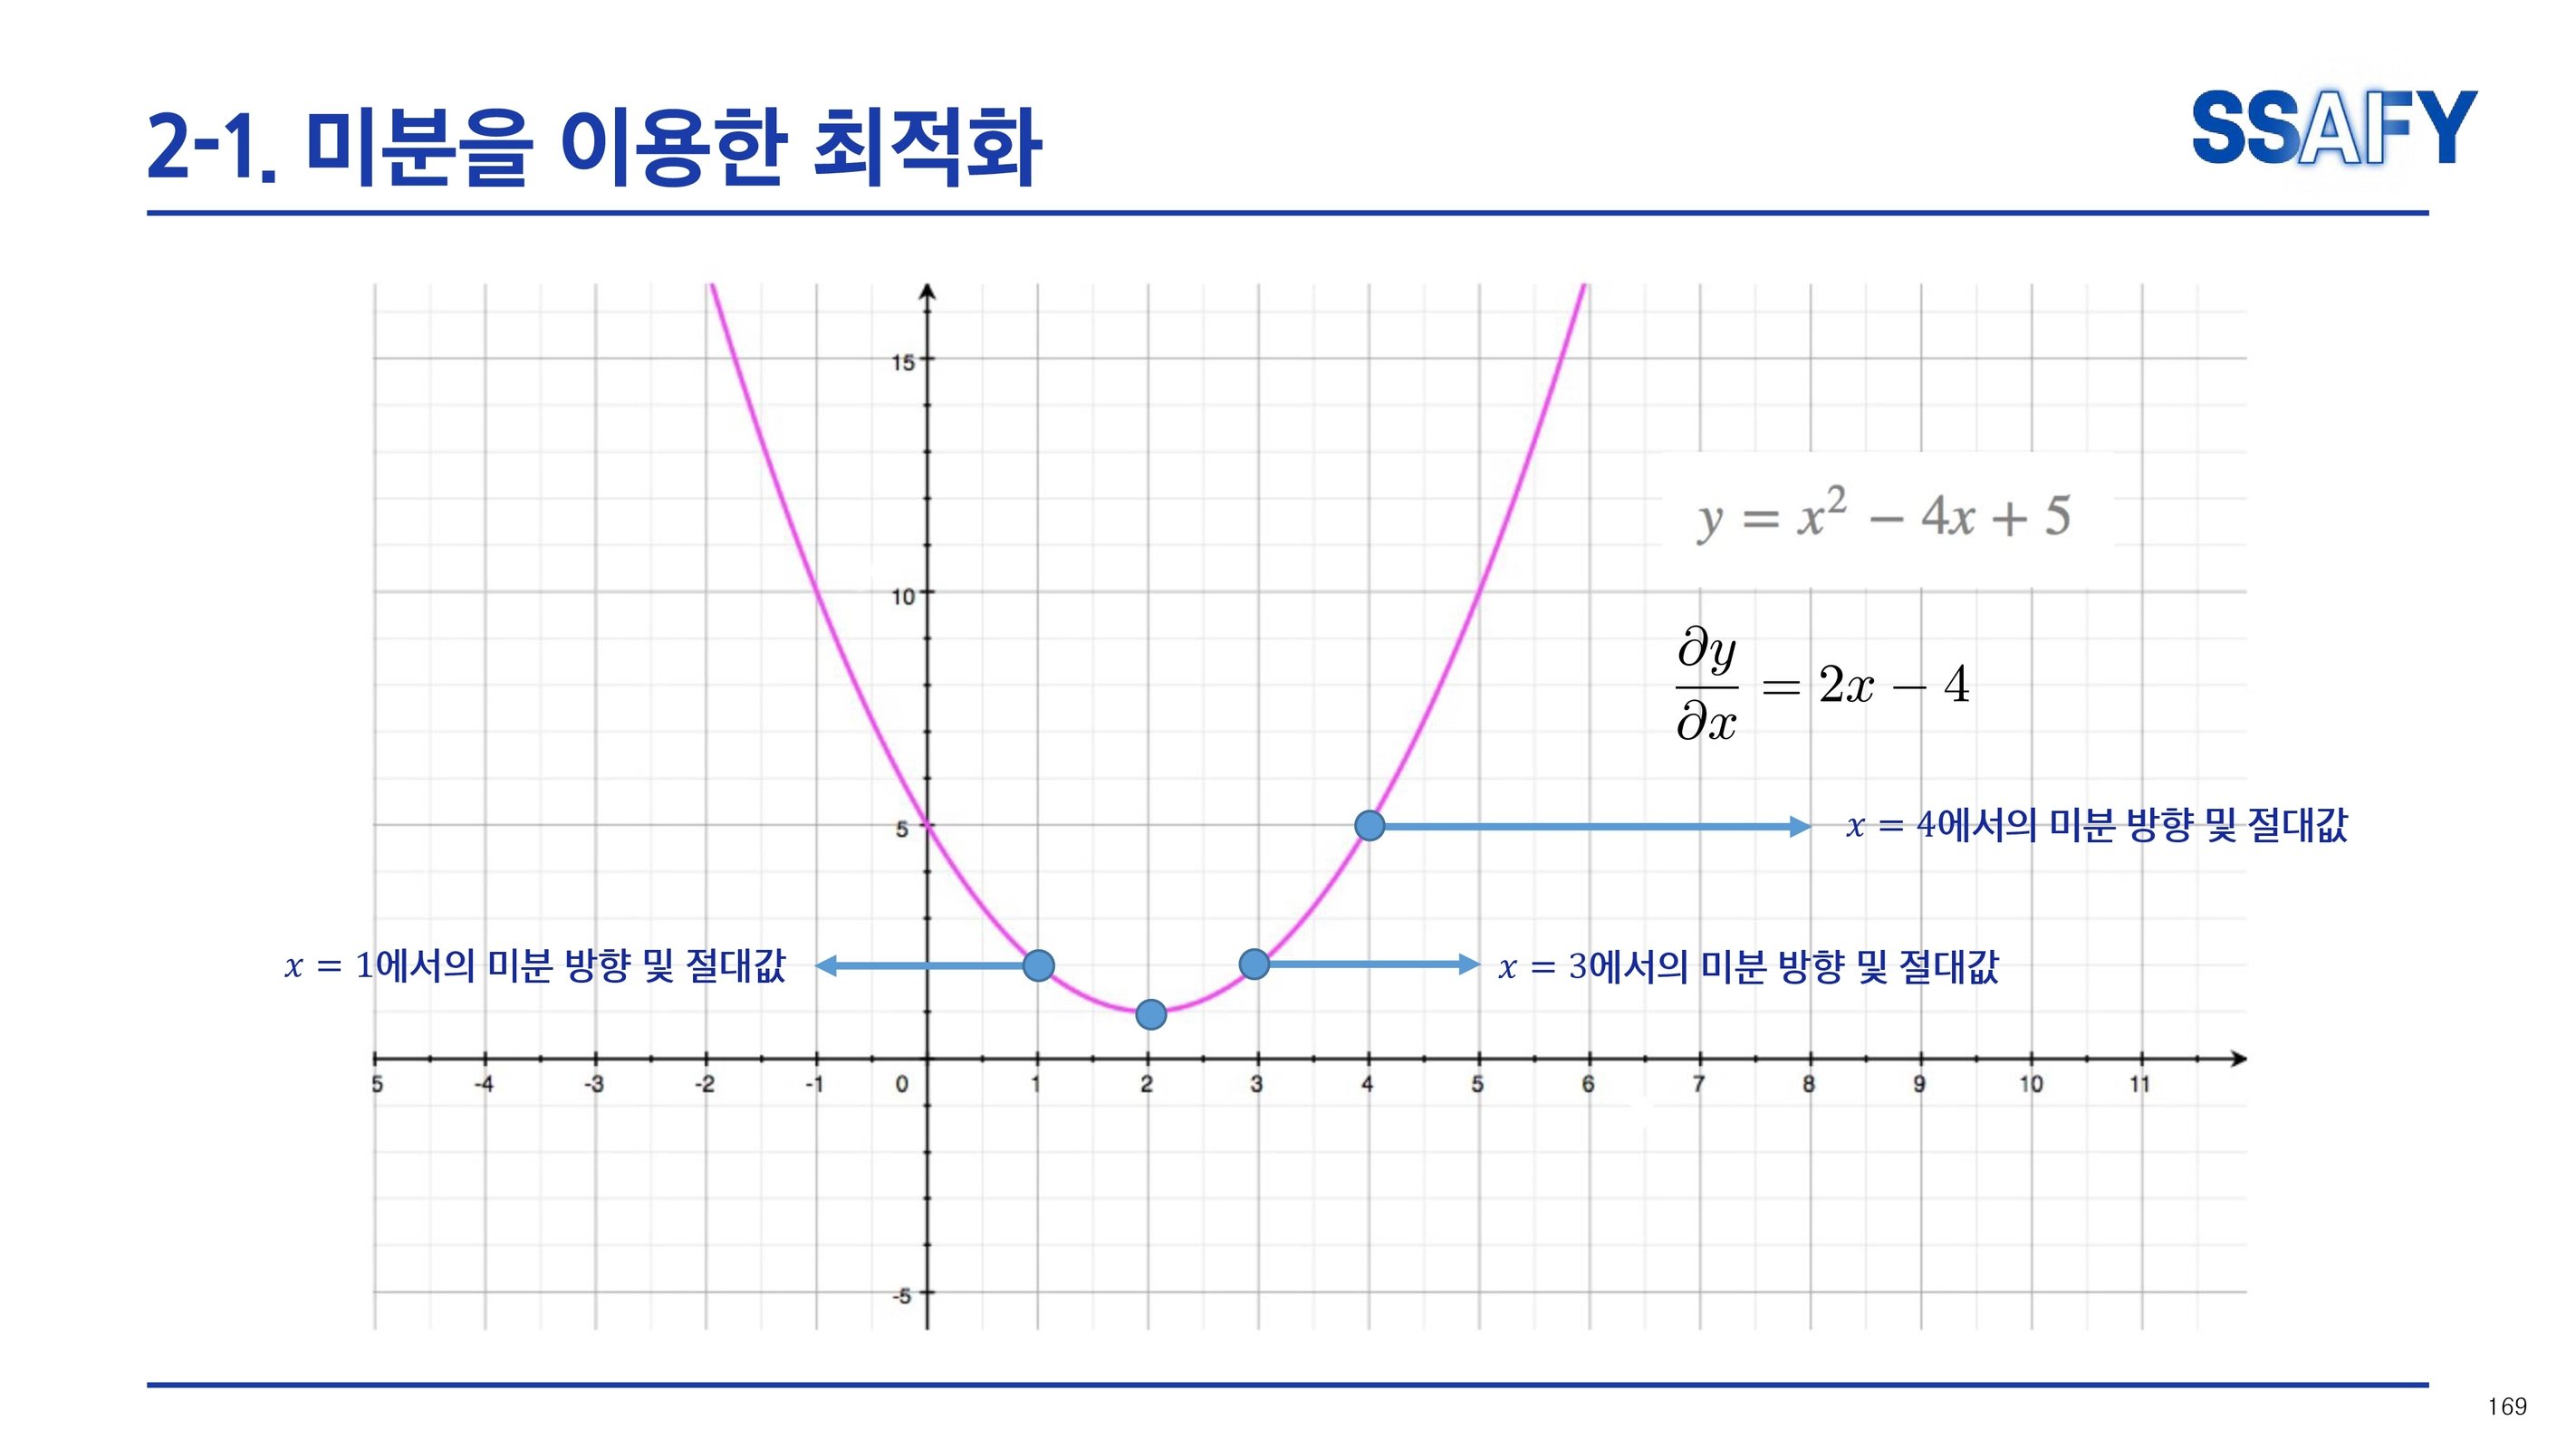 2-1. 미분을 이용한 최적화
SSAFY
15
y = x² − 4x + 5
10
∂y/∂x = 2x − 4
5
x = 4에서의 미분 방향 및 절대값
x = 1에서의 미분 방향 및 절대값
x = 3에서의 미분 방향 및 절대값
5 -4 -3 -2 -1 0 1 2 3 4 5 6 7 8 9 10 11
-5
169